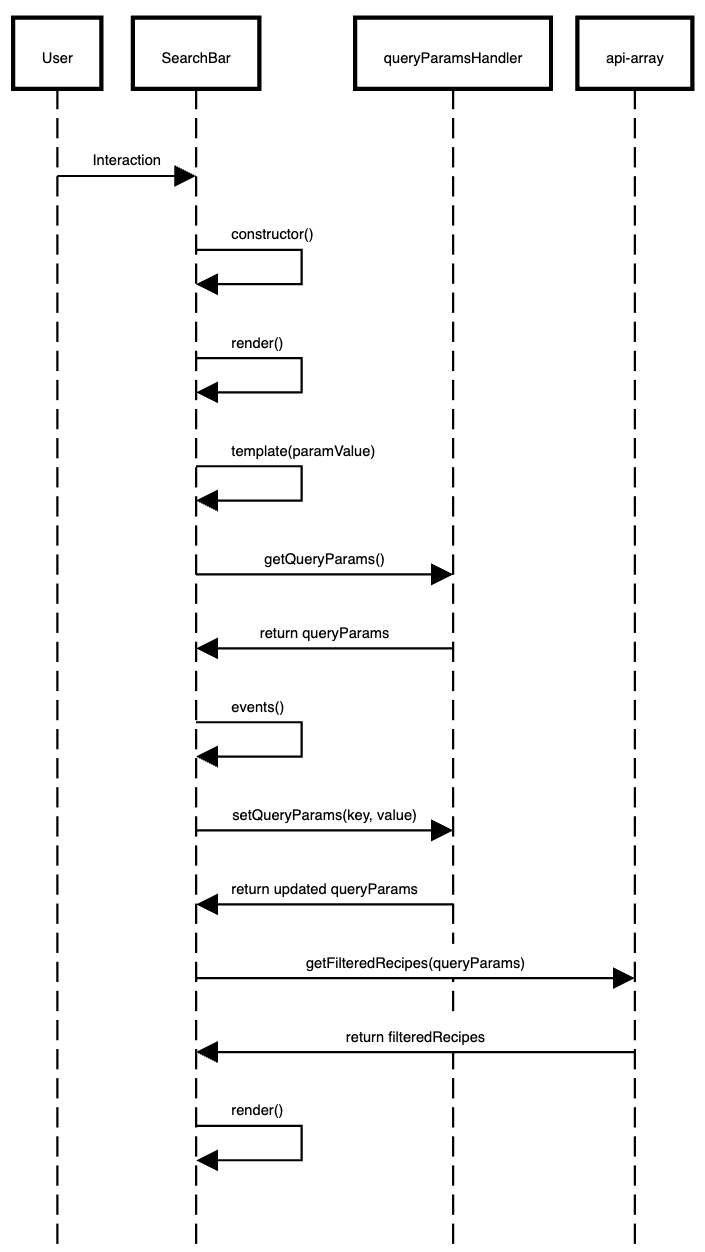 User
SearchBar
queryParamsHandler
api-array
Interaction
constructor()
render()
template(paramValue)
getQueryParams()
return queryParams
events()
setQueryParams(key, value)
return updated queryParams
getFilteredRecipes(queryParams)
return filteredRecipes
render()